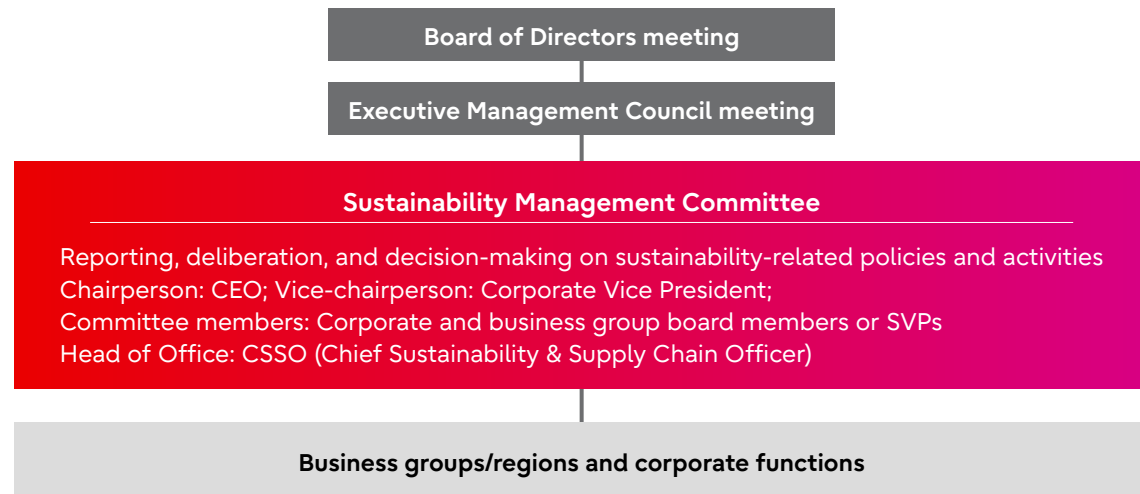 Board of Directors meeting
Executive Management Council meeting
Sustainability Management Committee
Reporting, deliberation, and decision-making on sustainability-related policies and activities
Chairperson: CEO; Vice-chairperson: Corporate Vice President;
Committee members: Corporate and business group board members or SVPs
Head of Office: CSSO (Chief Sustainability & Supply Chain Officer)
Business groups/regions and corporate functions